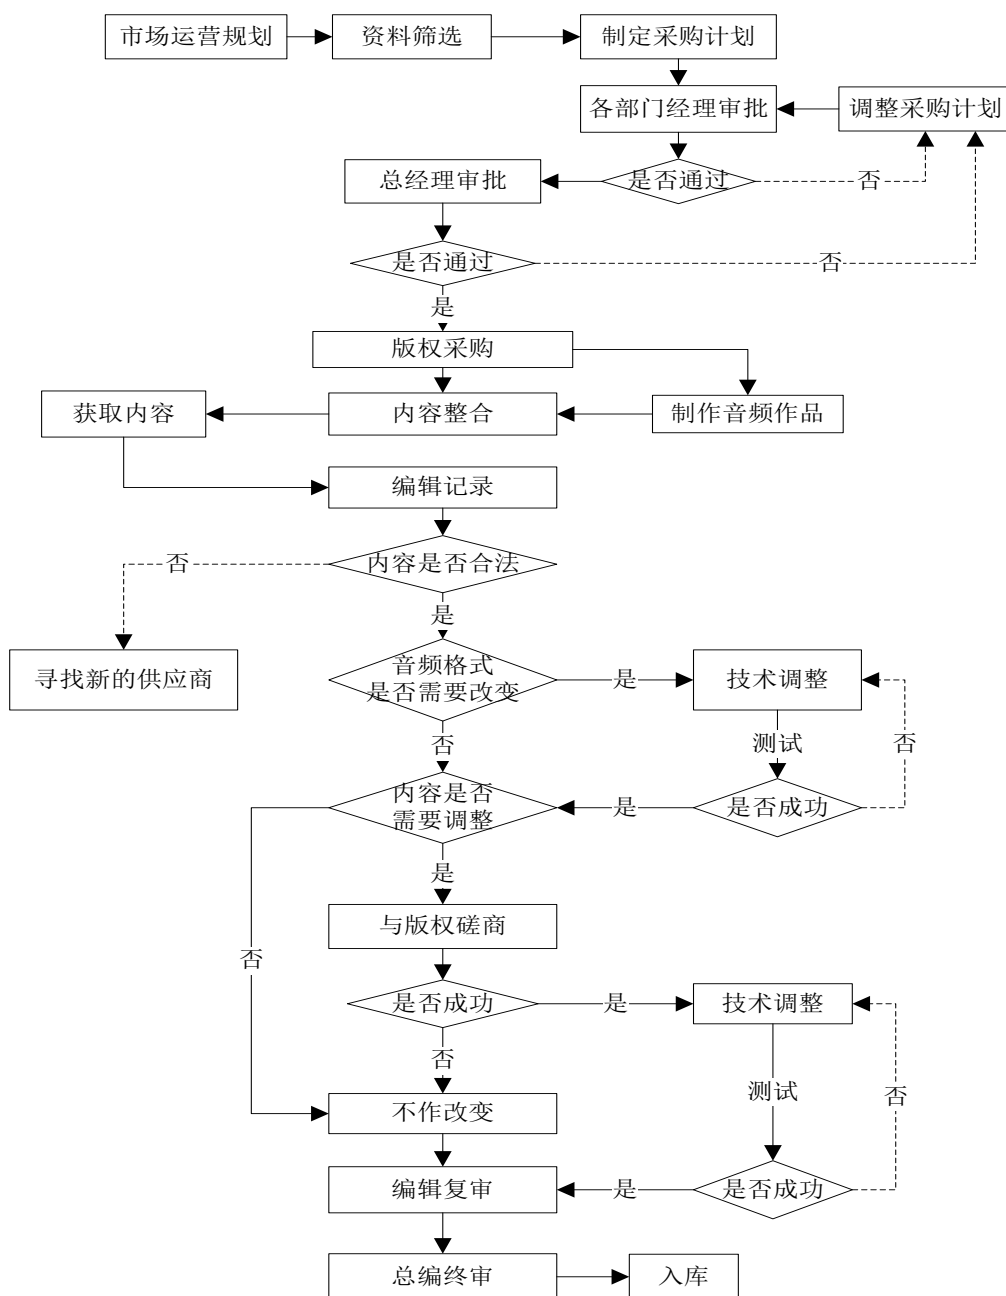 市场运营规划
资料筛选
制定采购计划
各部门经理审批
调整采购计划
总经理审批
是否通过
否
是否通过
否
是
版权采购
获取内容
内容整合
制作音频作品
编辑记录
内容是否合法
否
是
寻找新的供应商
音频格式
是否需要改变
是
技术调整
否
测试
否
内容是否
需要调整
是
是否成功
是
与版权磋商
否
是否成功
是
技术调整
否
测试
否
不作改变
编辑复审
是
是否成功
总编终审
入库